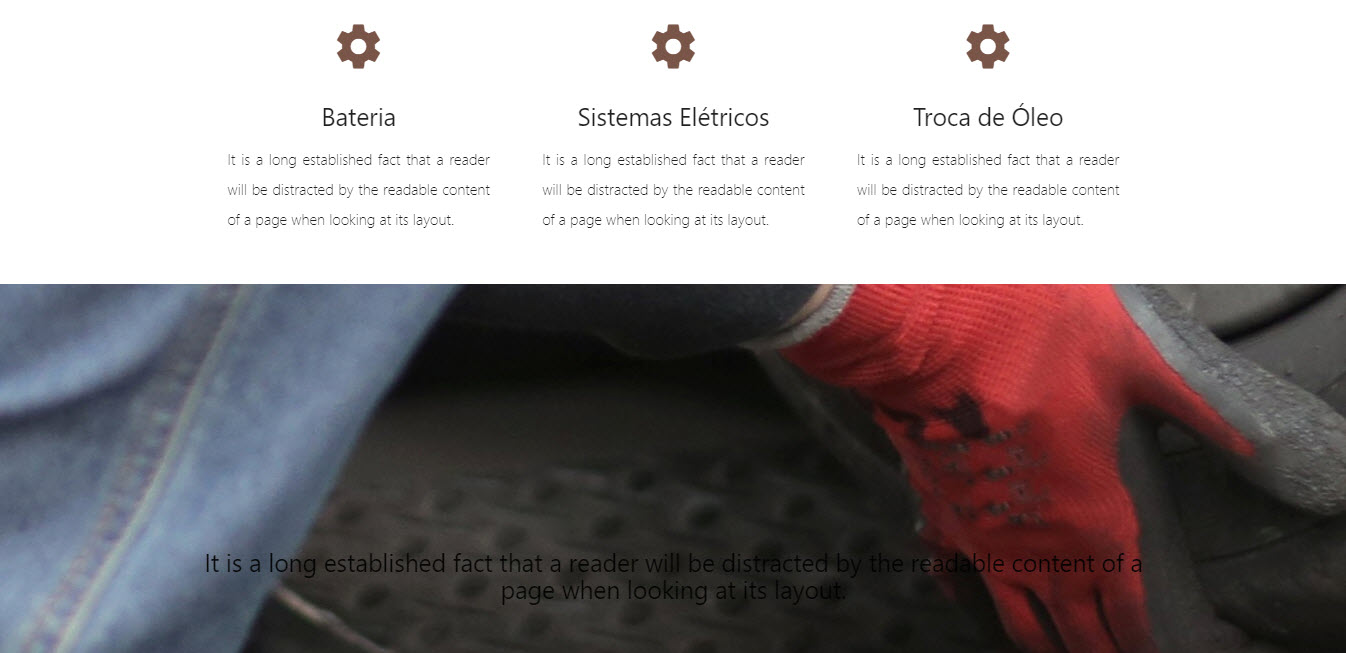 Bateria
It is a long established fact that a reader
will be distracted by the readable content
of a page when looking at its layout.
Sistemas Elétricos
It is a long established fact that a reader
will be distracted by the readable content
of a page when looking at its layout.
Troca de Óleo
It is a long established fact that a reader
will be distracted by the readable content
of a page when looking at its layout.
It is a long established fact that a reader will be distracted by the readable content of a
page when looking at its layout.